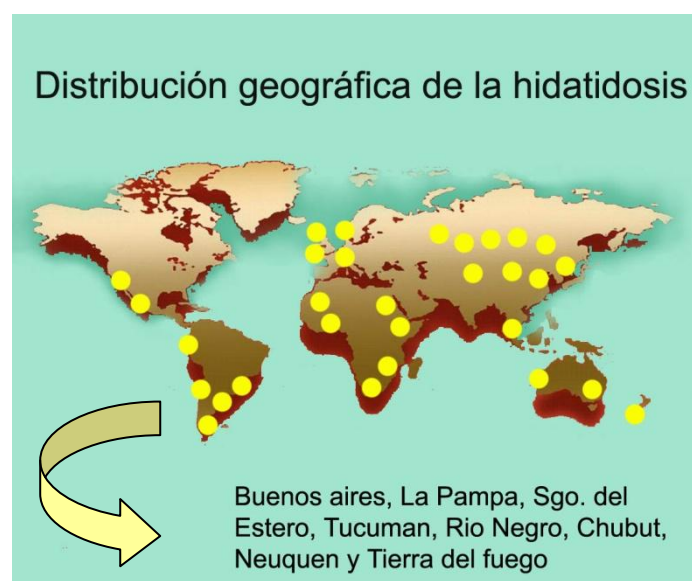 Distribución geográfica de la hidatidosis
Buenos aires, La Pampa, Sgo. del
Estero, Tucuman, Rio Negro, Chubut,
Neuquen y Tierra del fuego